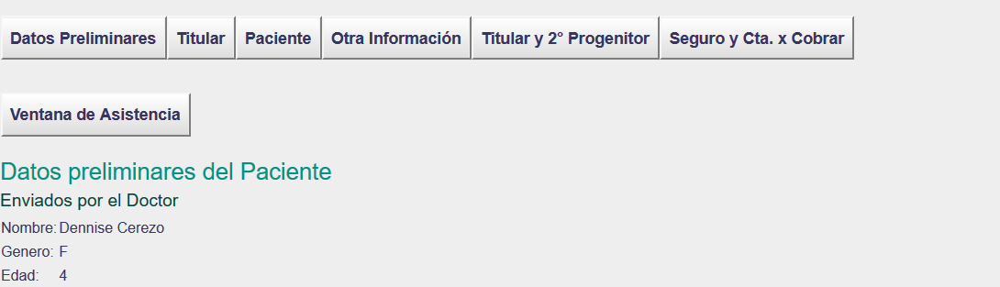 Datos Preliminares Titular Paciente Otra Información Titular y 2° Progenitor Seguro y Cta. x Cobrar
Ventana de Asistencia
Datos preliminares del Paciente
Enviados por el Doctor
Nombre: Dennise Cerezo
Genero: F
Edad: 4